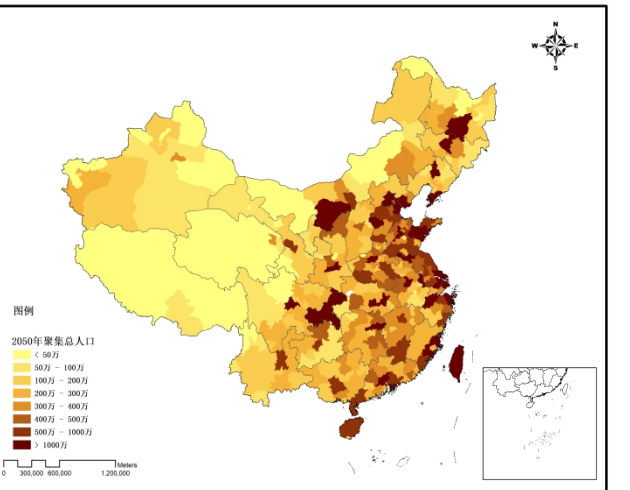 N
W
E
S
图例
2050年聚集总人口
< 50万
50万 - 100万
100万 - 200万
200万 - 300万
300万 - 400万
400万 - 500万
500万 - 1000万
> 1000万
Meters
0 300,000 600,000 1,200,000